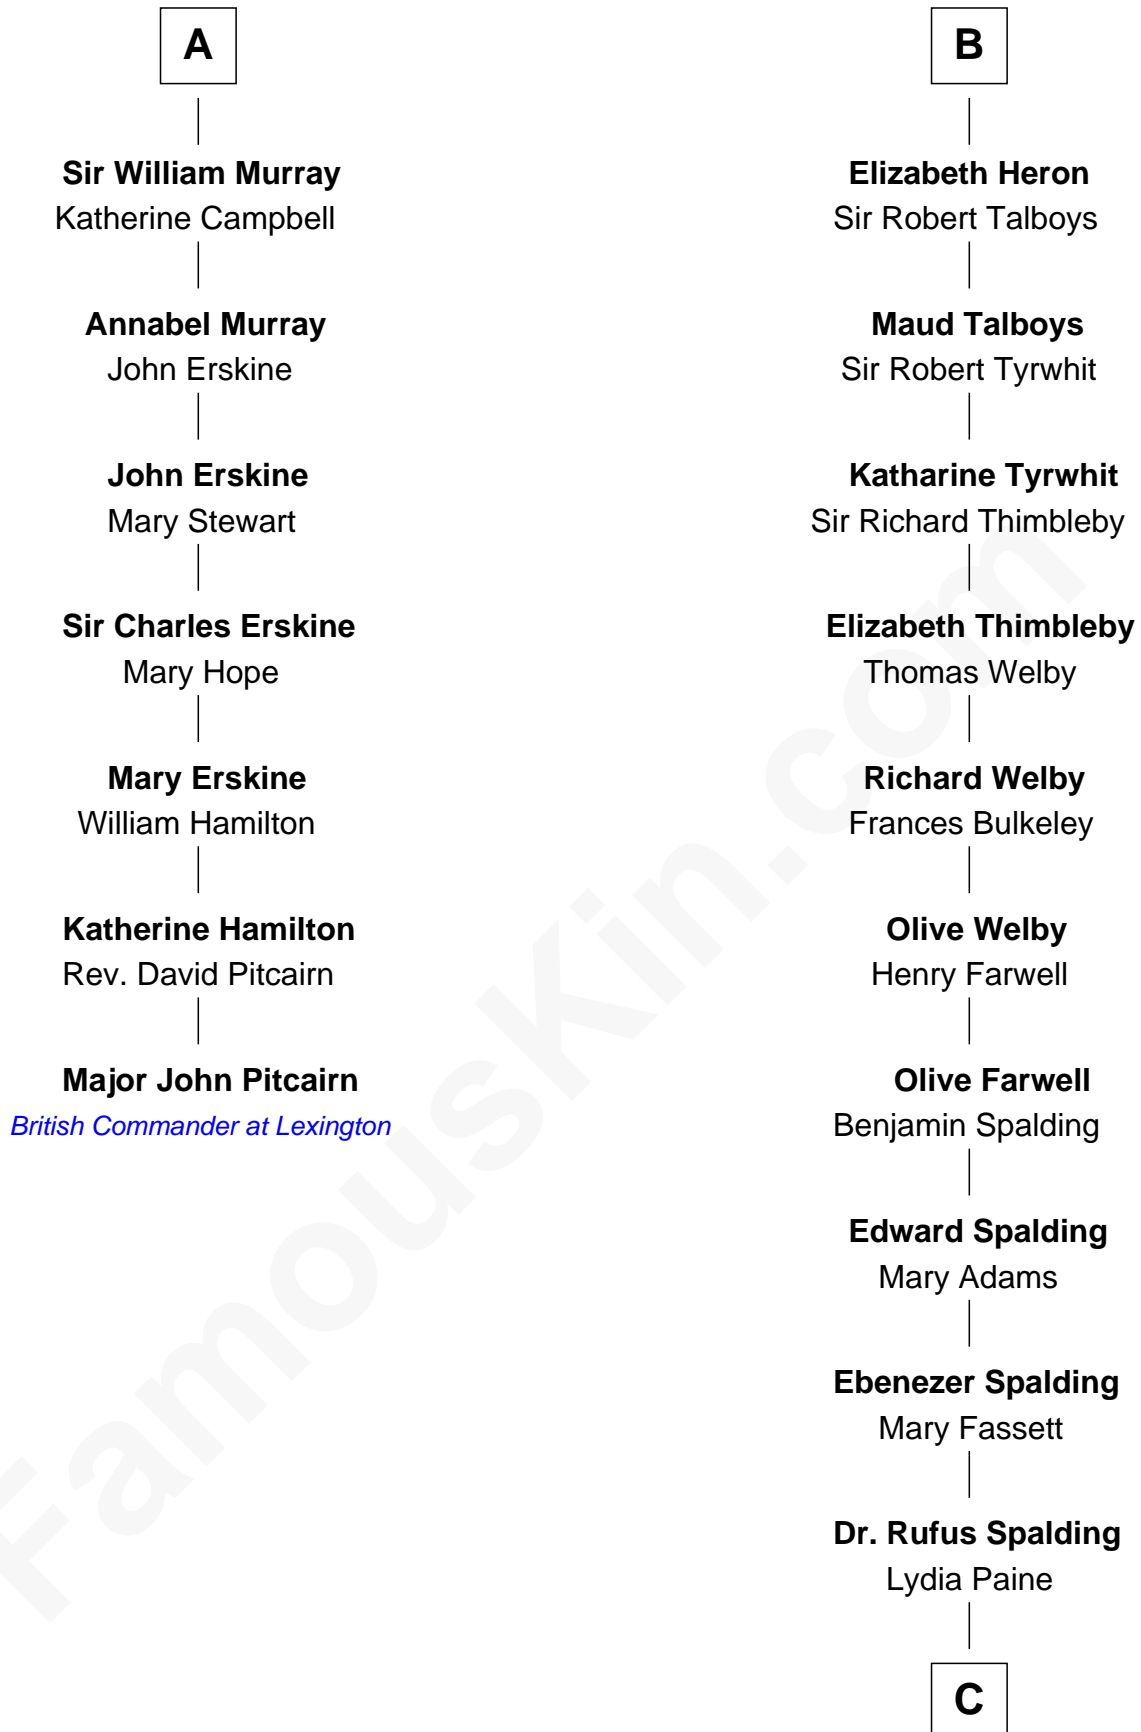 A
Sir William Murray
Katherine Campbell
Annabel Murray
John Erskine
John Erskine
Mary Stewart
Sir Charles Erskine
Mary Hope
Mary Erskine
William Hamilton
Katherine Hamilton
Rev. David Pitcairn
Major John Pitcairn
British Commander at Lexington
B
Elizabeth Heron
Sir Robert Talboys
Maud Talboys
Sir Robert Tyrwhit
Katharine Tyrwhit
Sir Richard Thimbleby
Elizabeth Thimbleby
Thomas Welby
Richard Welby
Frances Bulkeley
Olive Welby
Henry Farwell
Olive Farwell
Benjamin Spalding
Edward Spalding
Mary Adams
Ebenezer Spalding
Mary Fassett
Dr. Rufus Spalding
Lydia Paine
C
FamousKin.com